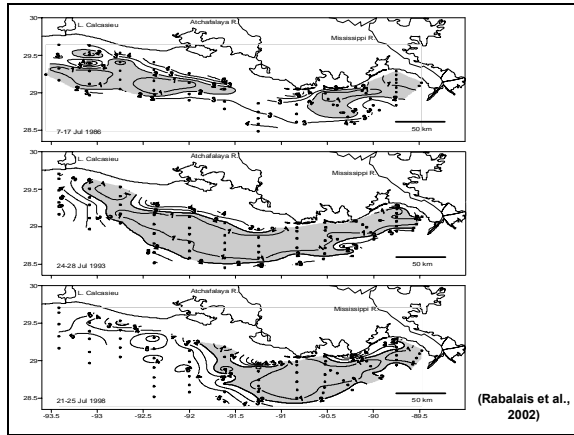 30
L. Calcasieu
Atchafalaya R.
Mississippi R.
29.5
29
28.5
7-17 Jul 1986
50 km
30
L. Calcasieu
Atchafalaya R.
Mississippi R.
29.5
29
28.5
24-28 Jul 1993
50 km
30
L. Calcasieu
Atchafalaya R.
Mississippi R.
29.5
29
28.5
21-25 Jul 1998
50 km
-93.5 -93 -92.5 -92 -91.5 -91 -90.5 -90 -89.5
(Rabalais et al.,
2002)